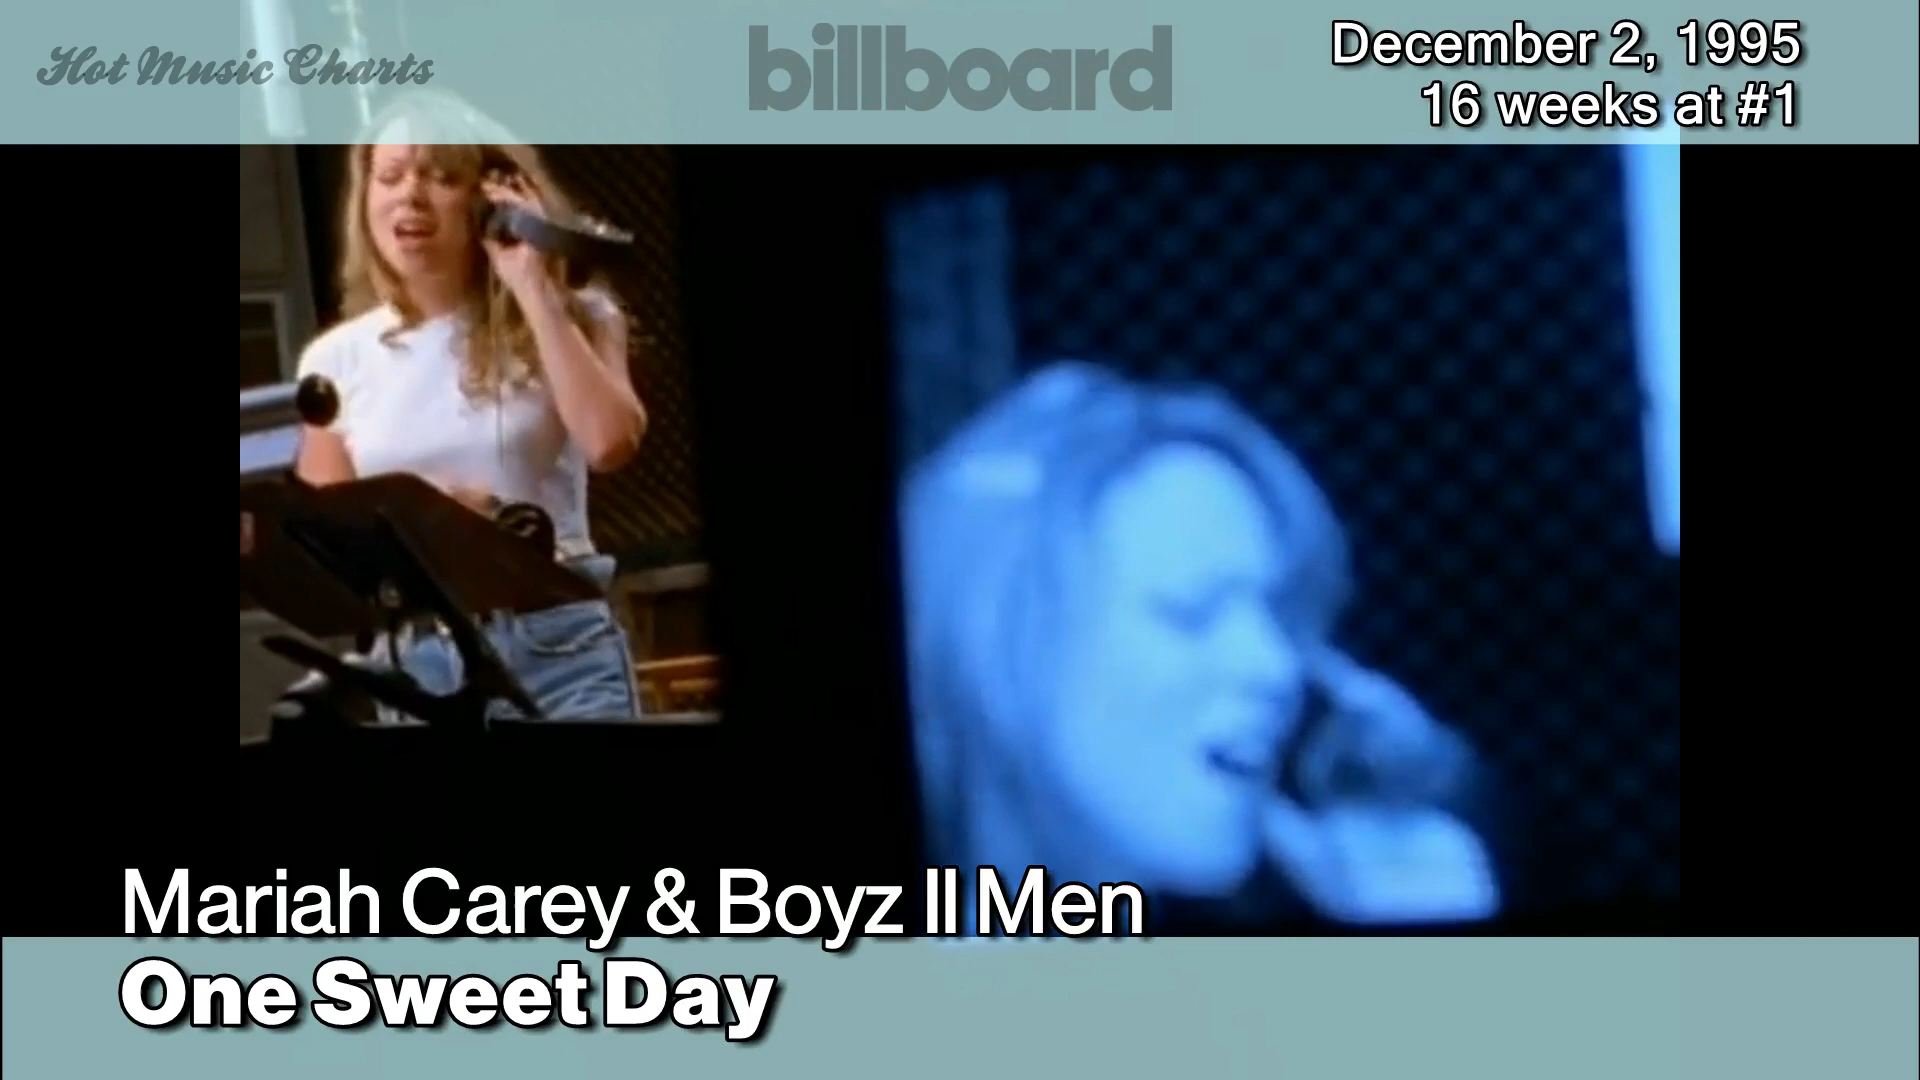 Hot Music Charts
billboard
December 2, 1995
16 weeks at #1
Mariah Carey & Boyz II Men
One Sweet Day